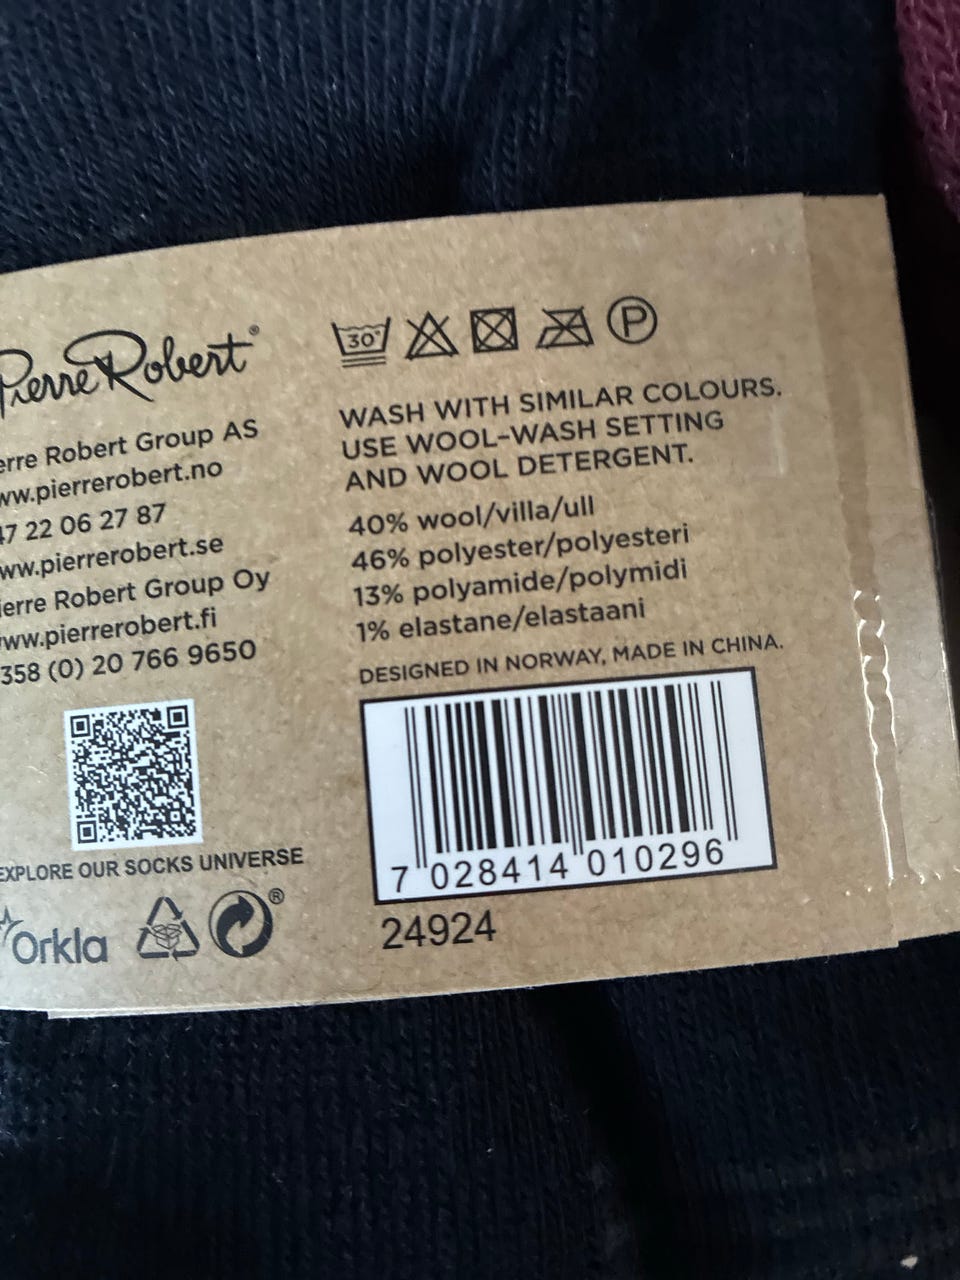 Pierre Robert®
erre Robert Group AS
ww.pierrerobert.no
47 22 06 27 87
ww.pierrerobert.se
ierre Robert Group Oy
ww.pierrerobert.fi
358 (0) 20 766 9650
EXPLORE OUR SOCKS UNIVERSE
Orkla
®
30°
P
WASH WITH SIMILAR COLOURS.
USE WOOL-WASH SETTING
AND WOOL DETERGENT.
40% wool/villa/ull
46% polyester/polyesteri
13% polyamide/polymidi
1% elastane/elastaani
DESIGNED IN NORWAY, MADE IN CHINA.
7 028414 010296
24924